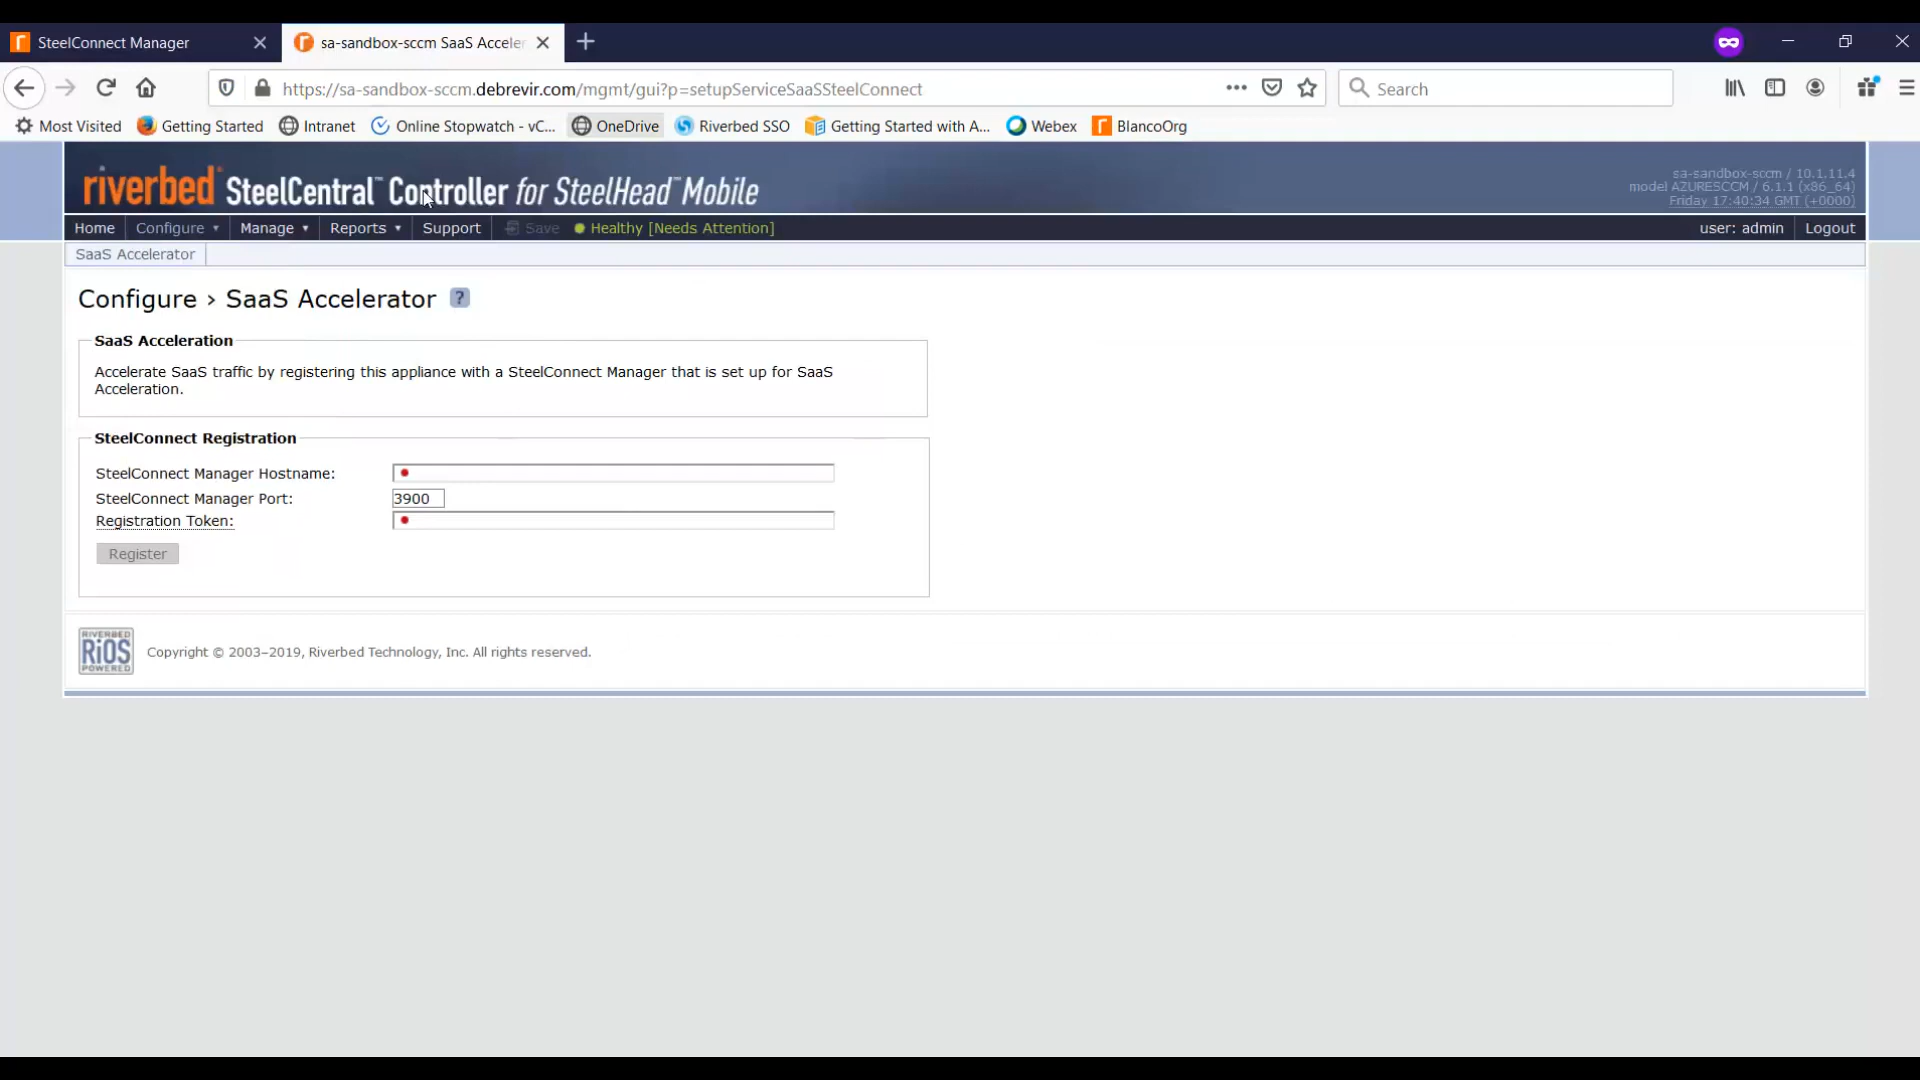 SteelConnect Manager
sa-sandbox-sccm SaaS Acceler
https://sa-sandbox-sccm.debrevir.com/mgmt/gui?p=setupServiceSaaSSteelConnect
Search
Most Visited
Getting Started
Intranet
Online Stopwatch - vC...
OneDrive
Riverbed SSO
Getting Started with A...
Webex
BlancoOrg
riverbed SteelCentral™ Controller for SteelHead™ Mobile
sa-sandbox-sccm / 10.1.11.4
model AZURESCCM / 6.1.1 (x86_64)
Friday 17:40:34 GMT (+0000)
Home
Configure
Manage
Reports
Support
Save
Healthy [Needs Attention]
user: admin
Logout
SaaS Accelerator
Configure › SaaS Accelerator ?
SaaS Acceleration
Accelerate SaaS traffic by registering this appliance with a SteelConnect Manager that is set up for SaaS
Acceleration.
SteelConnect Registration
SteelConnect Manager Hostname:
SteelConnect Manager Port: 3900
Registration Token:
Register
RIVERBED
RiOS
POWERED
Copyright © 2003–2019, Riverbed Technology, Inc. All rights reserved.